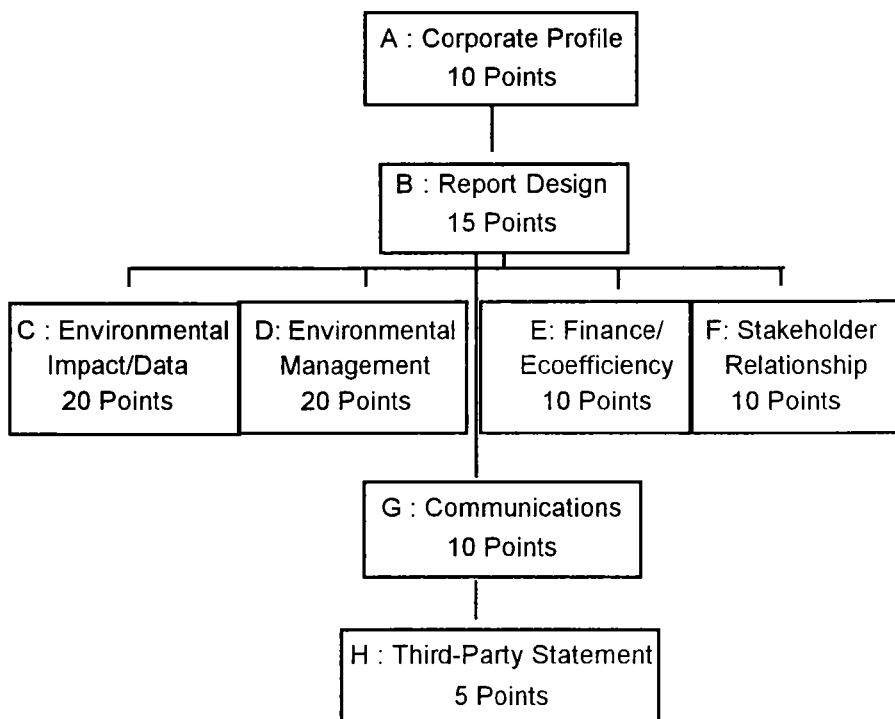 A : Corporate Profile
10 Points
B : Report Design
15 Points
C : Environmental
Impact/Data
20 Points
D: Environmental
Management
20 Points
E: Finance/
Ecoefficiency
10 Points
F: Stakeholder
Relationship
10 Points
G : Communications
10 Points
H : Third-Party Statement
5 Points